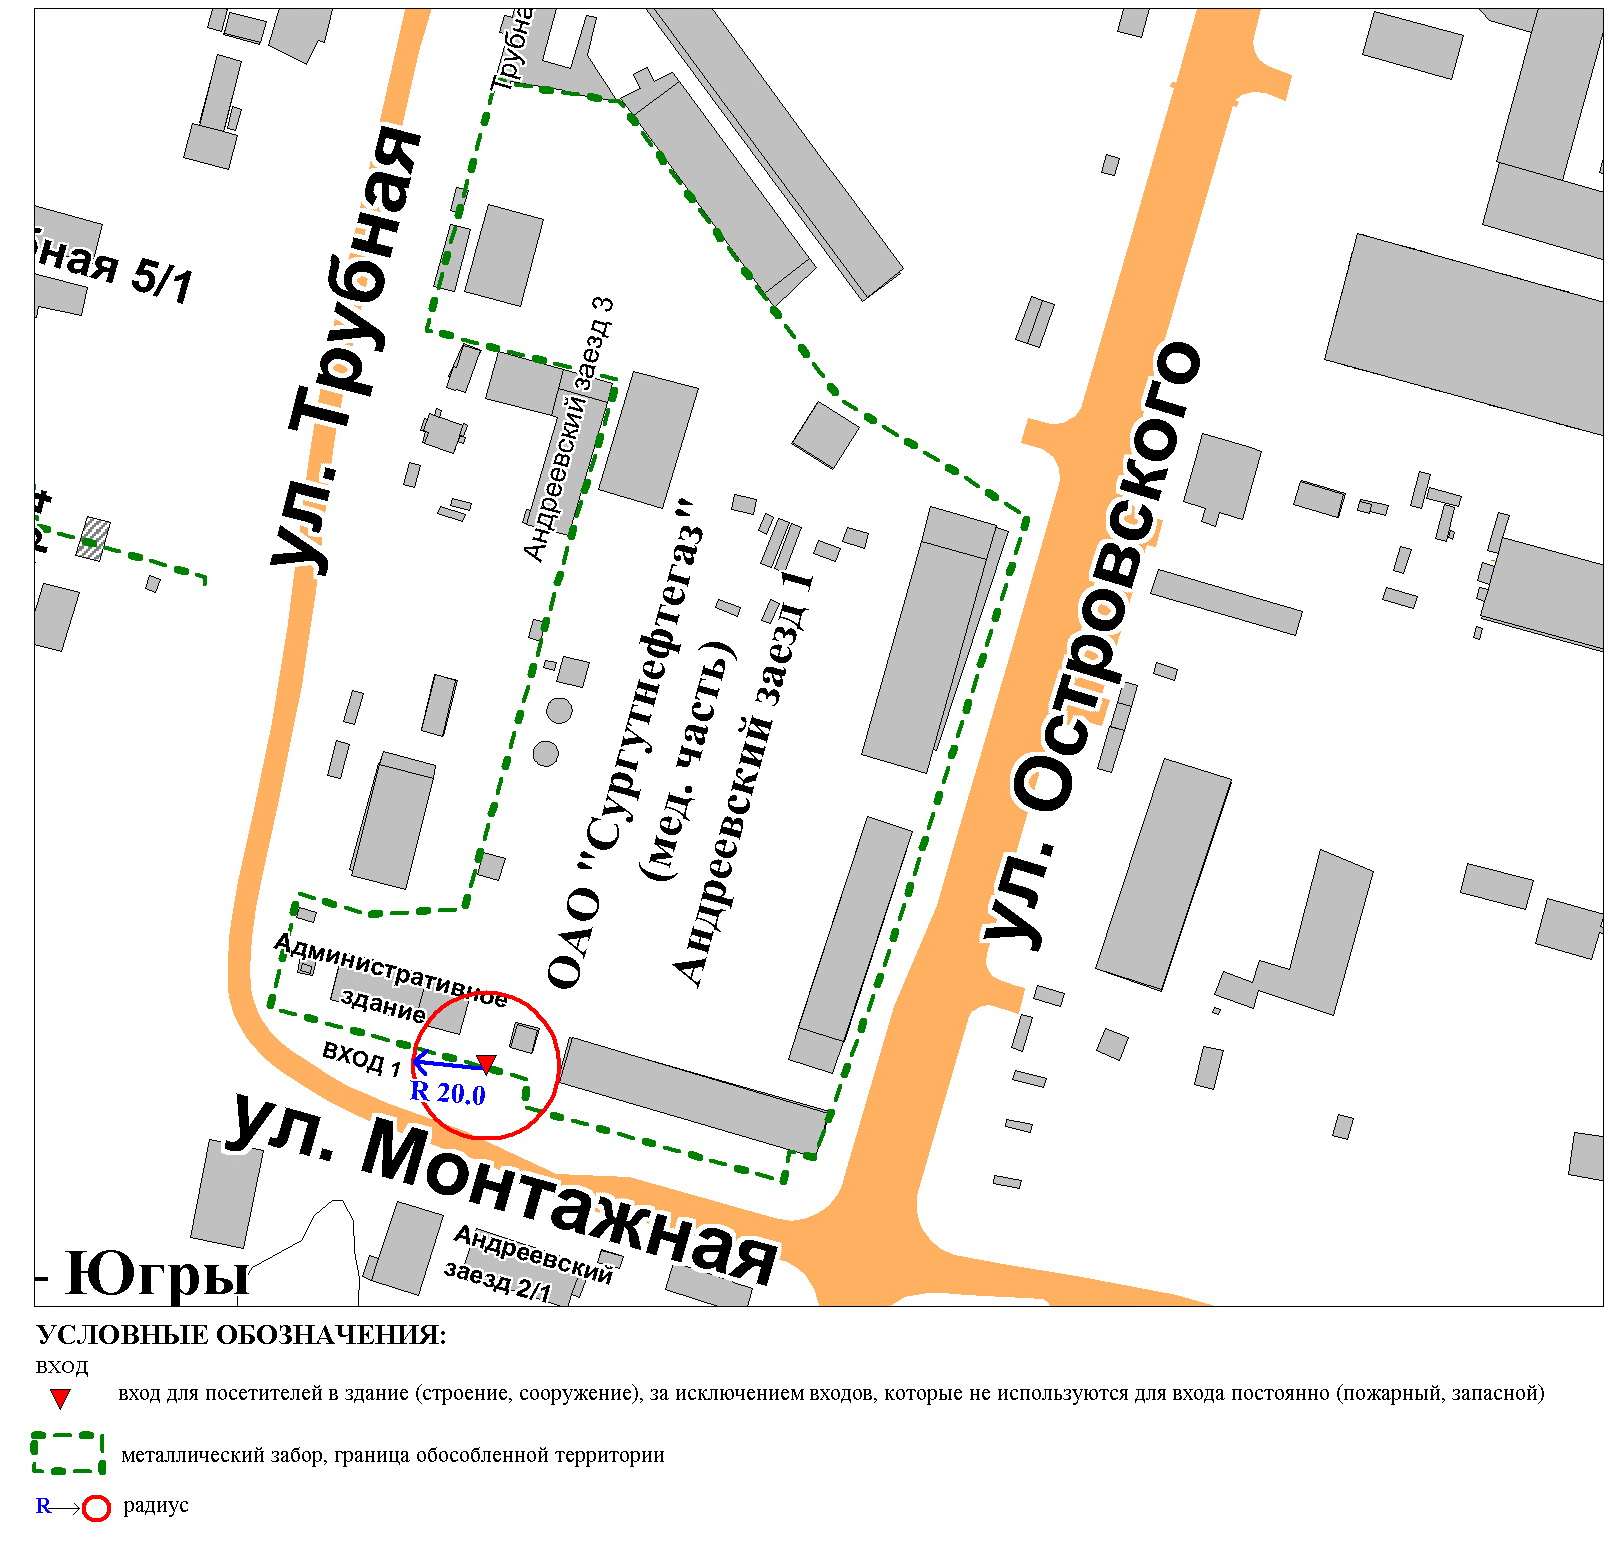 ул. Трубная
бная 5/1
Андреевский заезд 3
ул. Островского
ОАО "Сургутнефтегаз"
(мед. часть)
Андреевский заезд 1
Административное
здание
ВХОД 1
R 20.0
ул. Монтажная
Андреевский
заезд 2/1
- Югры
УСЛОВНЫЕ ОБОЗНАЧЕНИЯ:
ВХОД
вход для посетителей в здание (строение, сооружение), за исключением входов, которые не используются для входа постоянно (пожарный, запасной)
металлический забор, граница обособленной территории
R
радиус